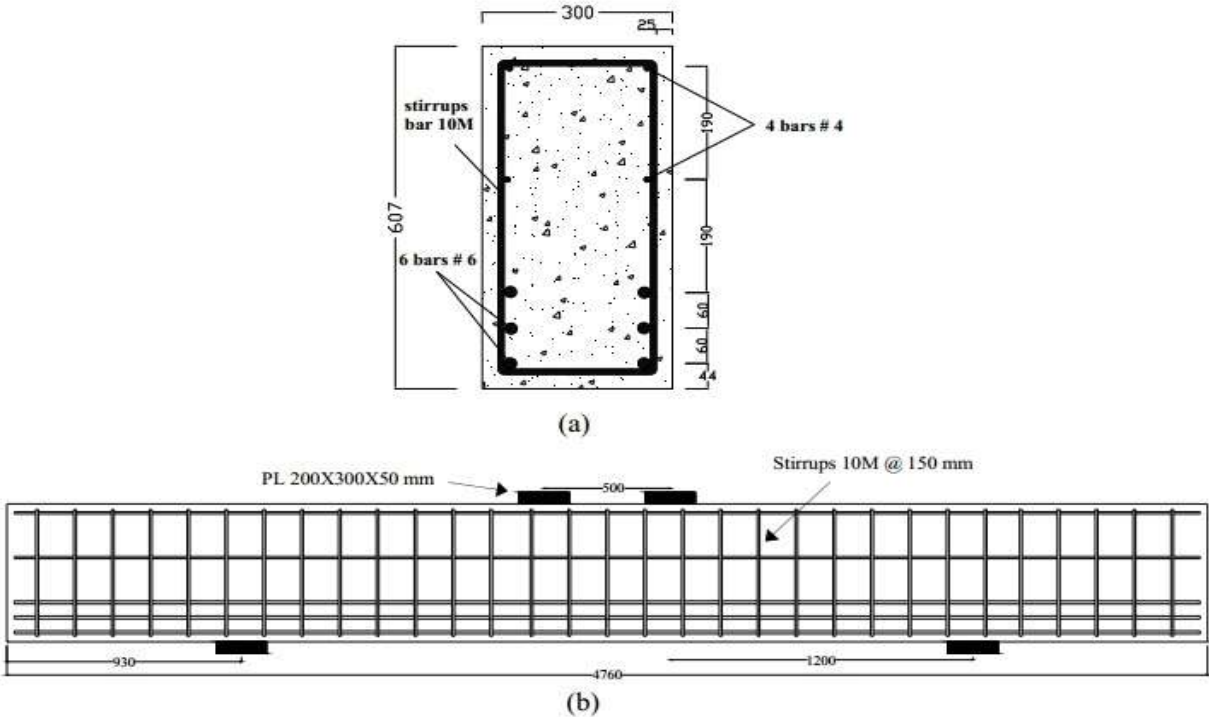 300
25
stirrups
bar 10M
4 bars # 4
190
607
190
6 bars # 6
60
60
44
(a)
PL 200X300X50 mm
500
Stirrups 10M @ 150 mm
930
1200
4760
(b)